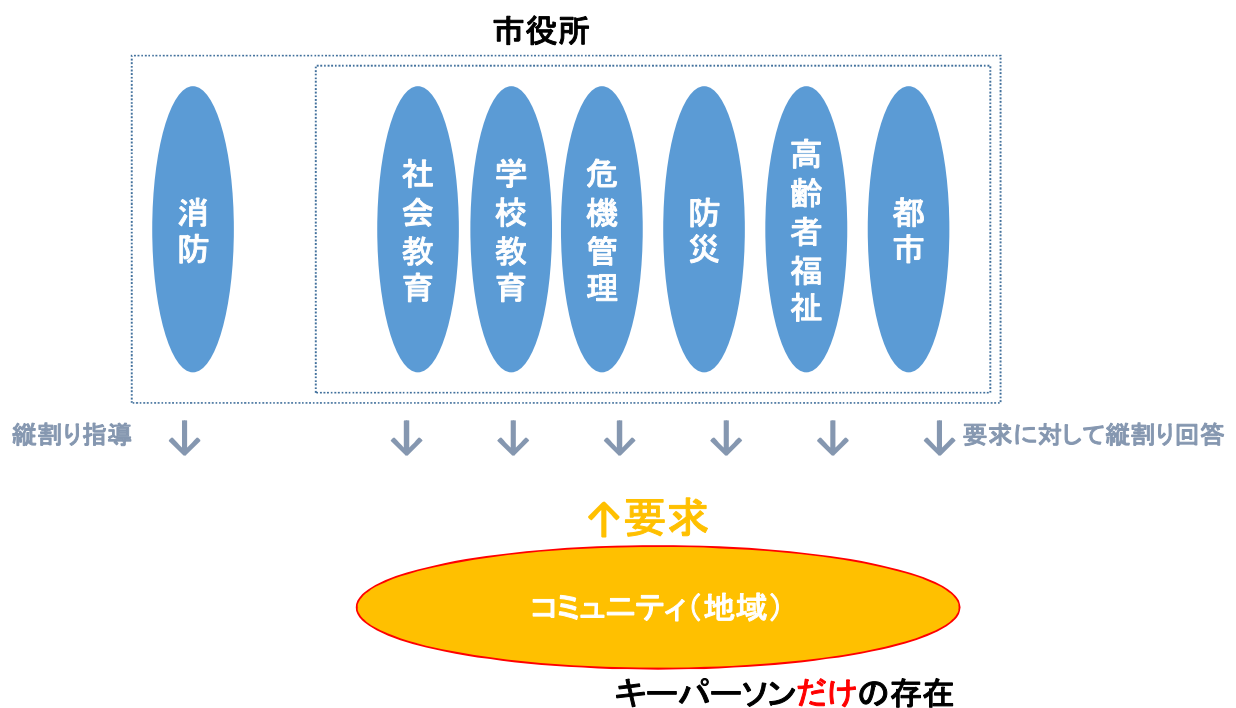 市役所
消防
社会教育
学校教育
危機管理
防災
高齢者福祉
都市
縦割り指導
↓ ↓ ↓ ↓ ↓ ↓ ↓
要求に対して縦割り回答
↑要求
コミュニティ（地域）
キーパーソンだけの存在